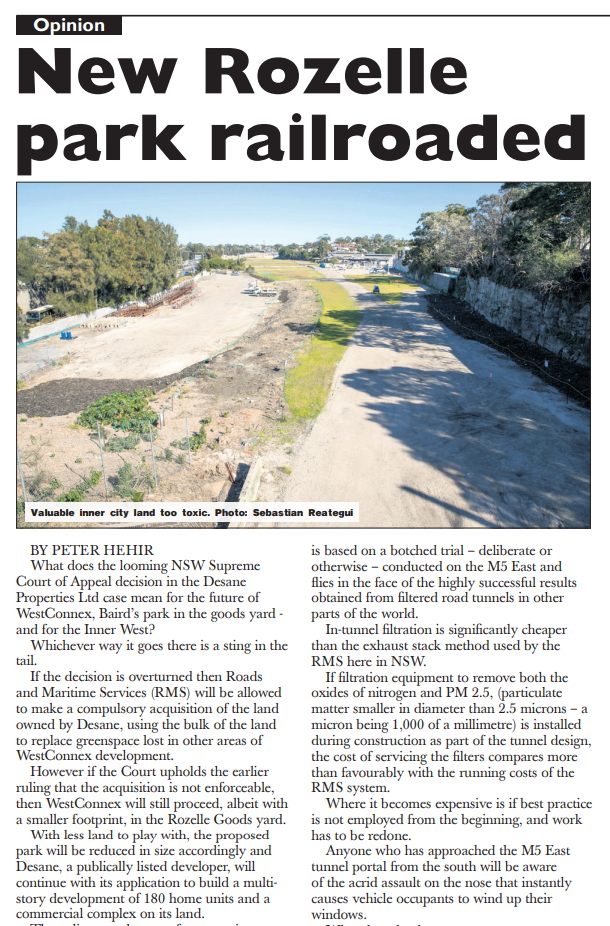 Opinion
New Rozelle
park railroaded
Valuable inner city land too toxic. Photo: Sebastian Reategui
BY PETER HEHIR
What does the looming NSW Supreme
Court of Appeal decision in the Desane
Properties Ltd case mean for the future of
WestConnex, Baird's park in the goods yard -
and for the Inner West?
Whichever way it goes there is a sting in the
tail.
If the decision is overturned then Roads
and Maritime Services (RMS) will be allowed
to make a compulsory acquisition of the land
owned by Desane, using the bulk of the land
to replace greenspace lost in other areas of
WestConnex development.
However if the Court upholds the earlier
ruling that the acquisition is not enforceable,
then WestConnex will still proceed, albeit with
a smaller footprint, in the Rozelle Goods yard.
With less land to play with, the proposed
park will be reduced in size accordingly and
Desane, a publically listed developer, will
continue with its application to build a multi-
story development of 180 home units and a
commercial complex on its land.
is based on a botched trial – deliberate or
otherwise – conducted on the M5 East and
flies in the face of the highly successful results
obtained from filtered road tunnels in other
parts of the world.
In-tunnel filtration is significantly cheaper
than the exhaust stack method used by the
RMS here in NSW.
If filtration equipment to remove both the
oxides of nitrogen and PM 2.5, (particulate
matter smaller in diameter than 2.5 microns – a
micron being 1,000 of a millimetre) is installed
during construction as part of the tunnel design,
the cost of servicing the filters compares more
than favourably with the running costs of the
RMS system.
Where it becomes expensive is if best practice
is not employed from the beginning, and work
has to be redone.
Anyone who has approached the M5 East
tunnel portal from the south will be aware
of the acrid assault on the nose that instantly
causes vehicle occupants to wind up their
windows.